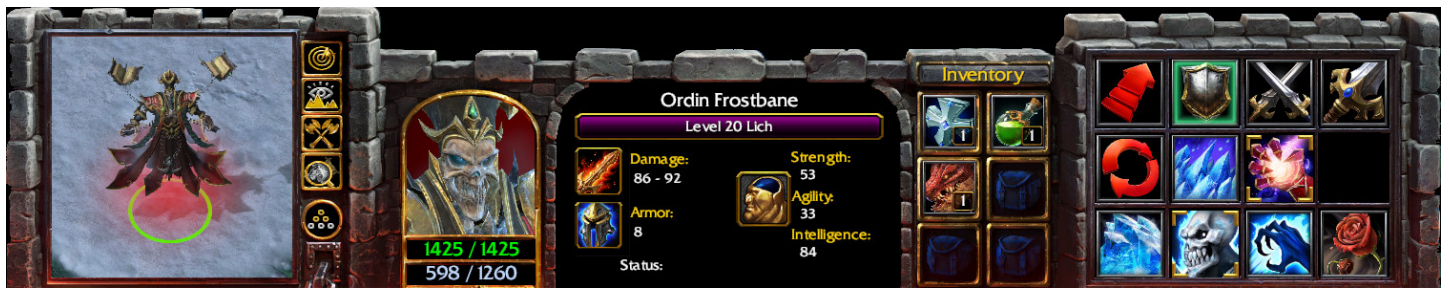 Ordin Frostbane
Level 20 Lich
Damage:
86 - 92
Armor:
8
Status:
Strength:
53
Agility:
33
Intelligence:
84
1425 / 1425
598 / 1260
Inventory
1
1
1